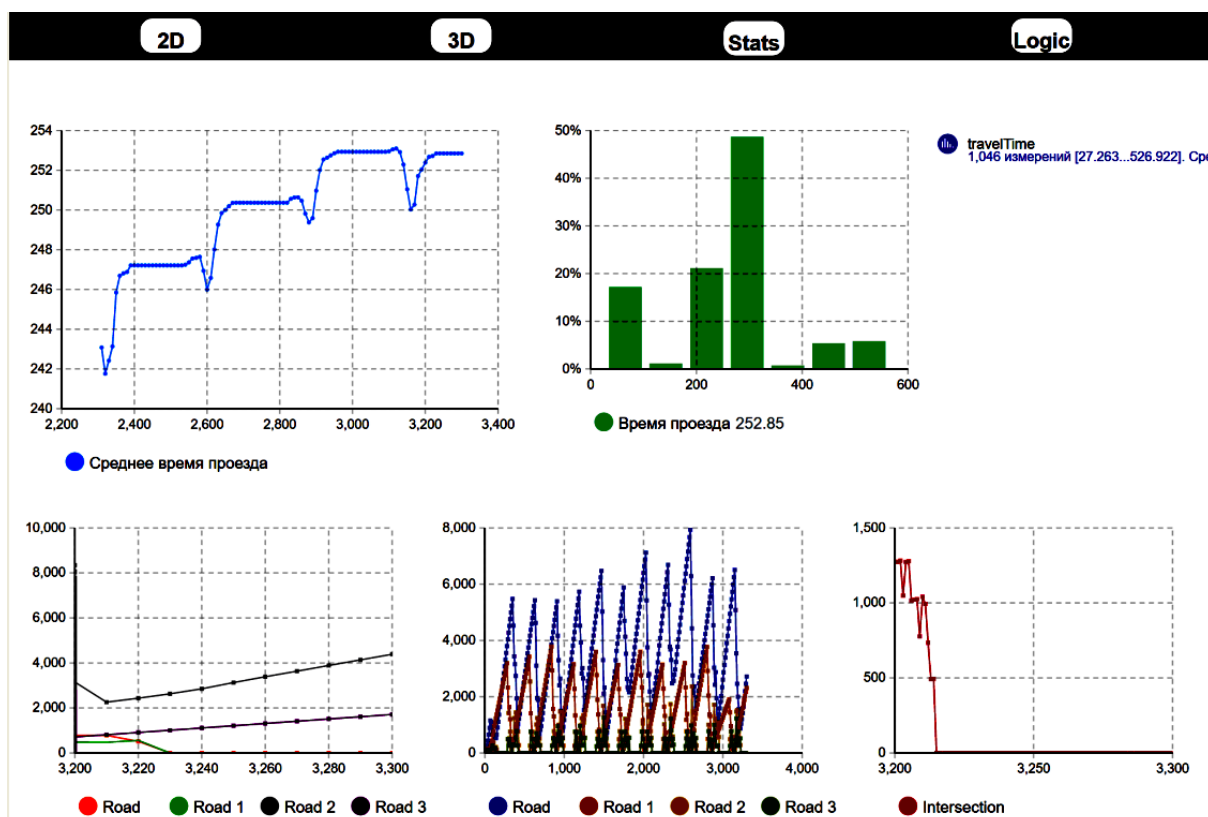 2D 3D Stats Logic
254
252
250
248
246
244
242
240
2,200 2,400 2,600 2,800 3,000 3,200 3,400
Среднее время проезда
50%
40%
30%
20%
10%
0%
0 200 400 600
Время проезда 252.85
travelTime
1,046 измерений [27.263...526.922]. Сре
10,000
8,000
6,000
4,000
2,000
0
3,200 3,220 3,240 3,260 3,280 3,300
Road Road 1 Road 2 Road 3
8,000
6,000
4,000
2,000
0
0 1,000 2,000 3,000 4,000
Road Road 1 Road 2 Road 3
1,500
1,000
500
0
3,200 3,250 3,300
Intersection